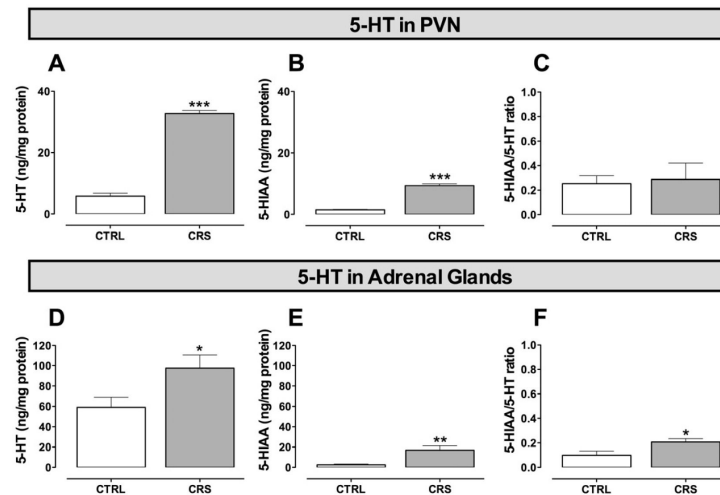 5-HT in PVN
A
B
C
5-HT (ng/mg protein)
40
20
0
***
CTRL
CRS
5-HIAA (ng/mg protein)
40
20
0
***
CTRL
CRS
5-HIAA/5-HT ratio
1.0
0.8
0.6
0.4
0.2
0.0
CTRL
CRS
5-HT in Adrenal Glands
D
E
F
5-HT (ng/mg protein)
120
100
80
60
40
20
0
*
CTRL
CRS
5-HIAA (ng/mg protein)
120
100
80
60
40
20
0
**
CTRL
CRS
5-HIAA/5-HT ratio
1.0
0.8
0.6
0.4
0.2
0.0
*
CTRL
CRS